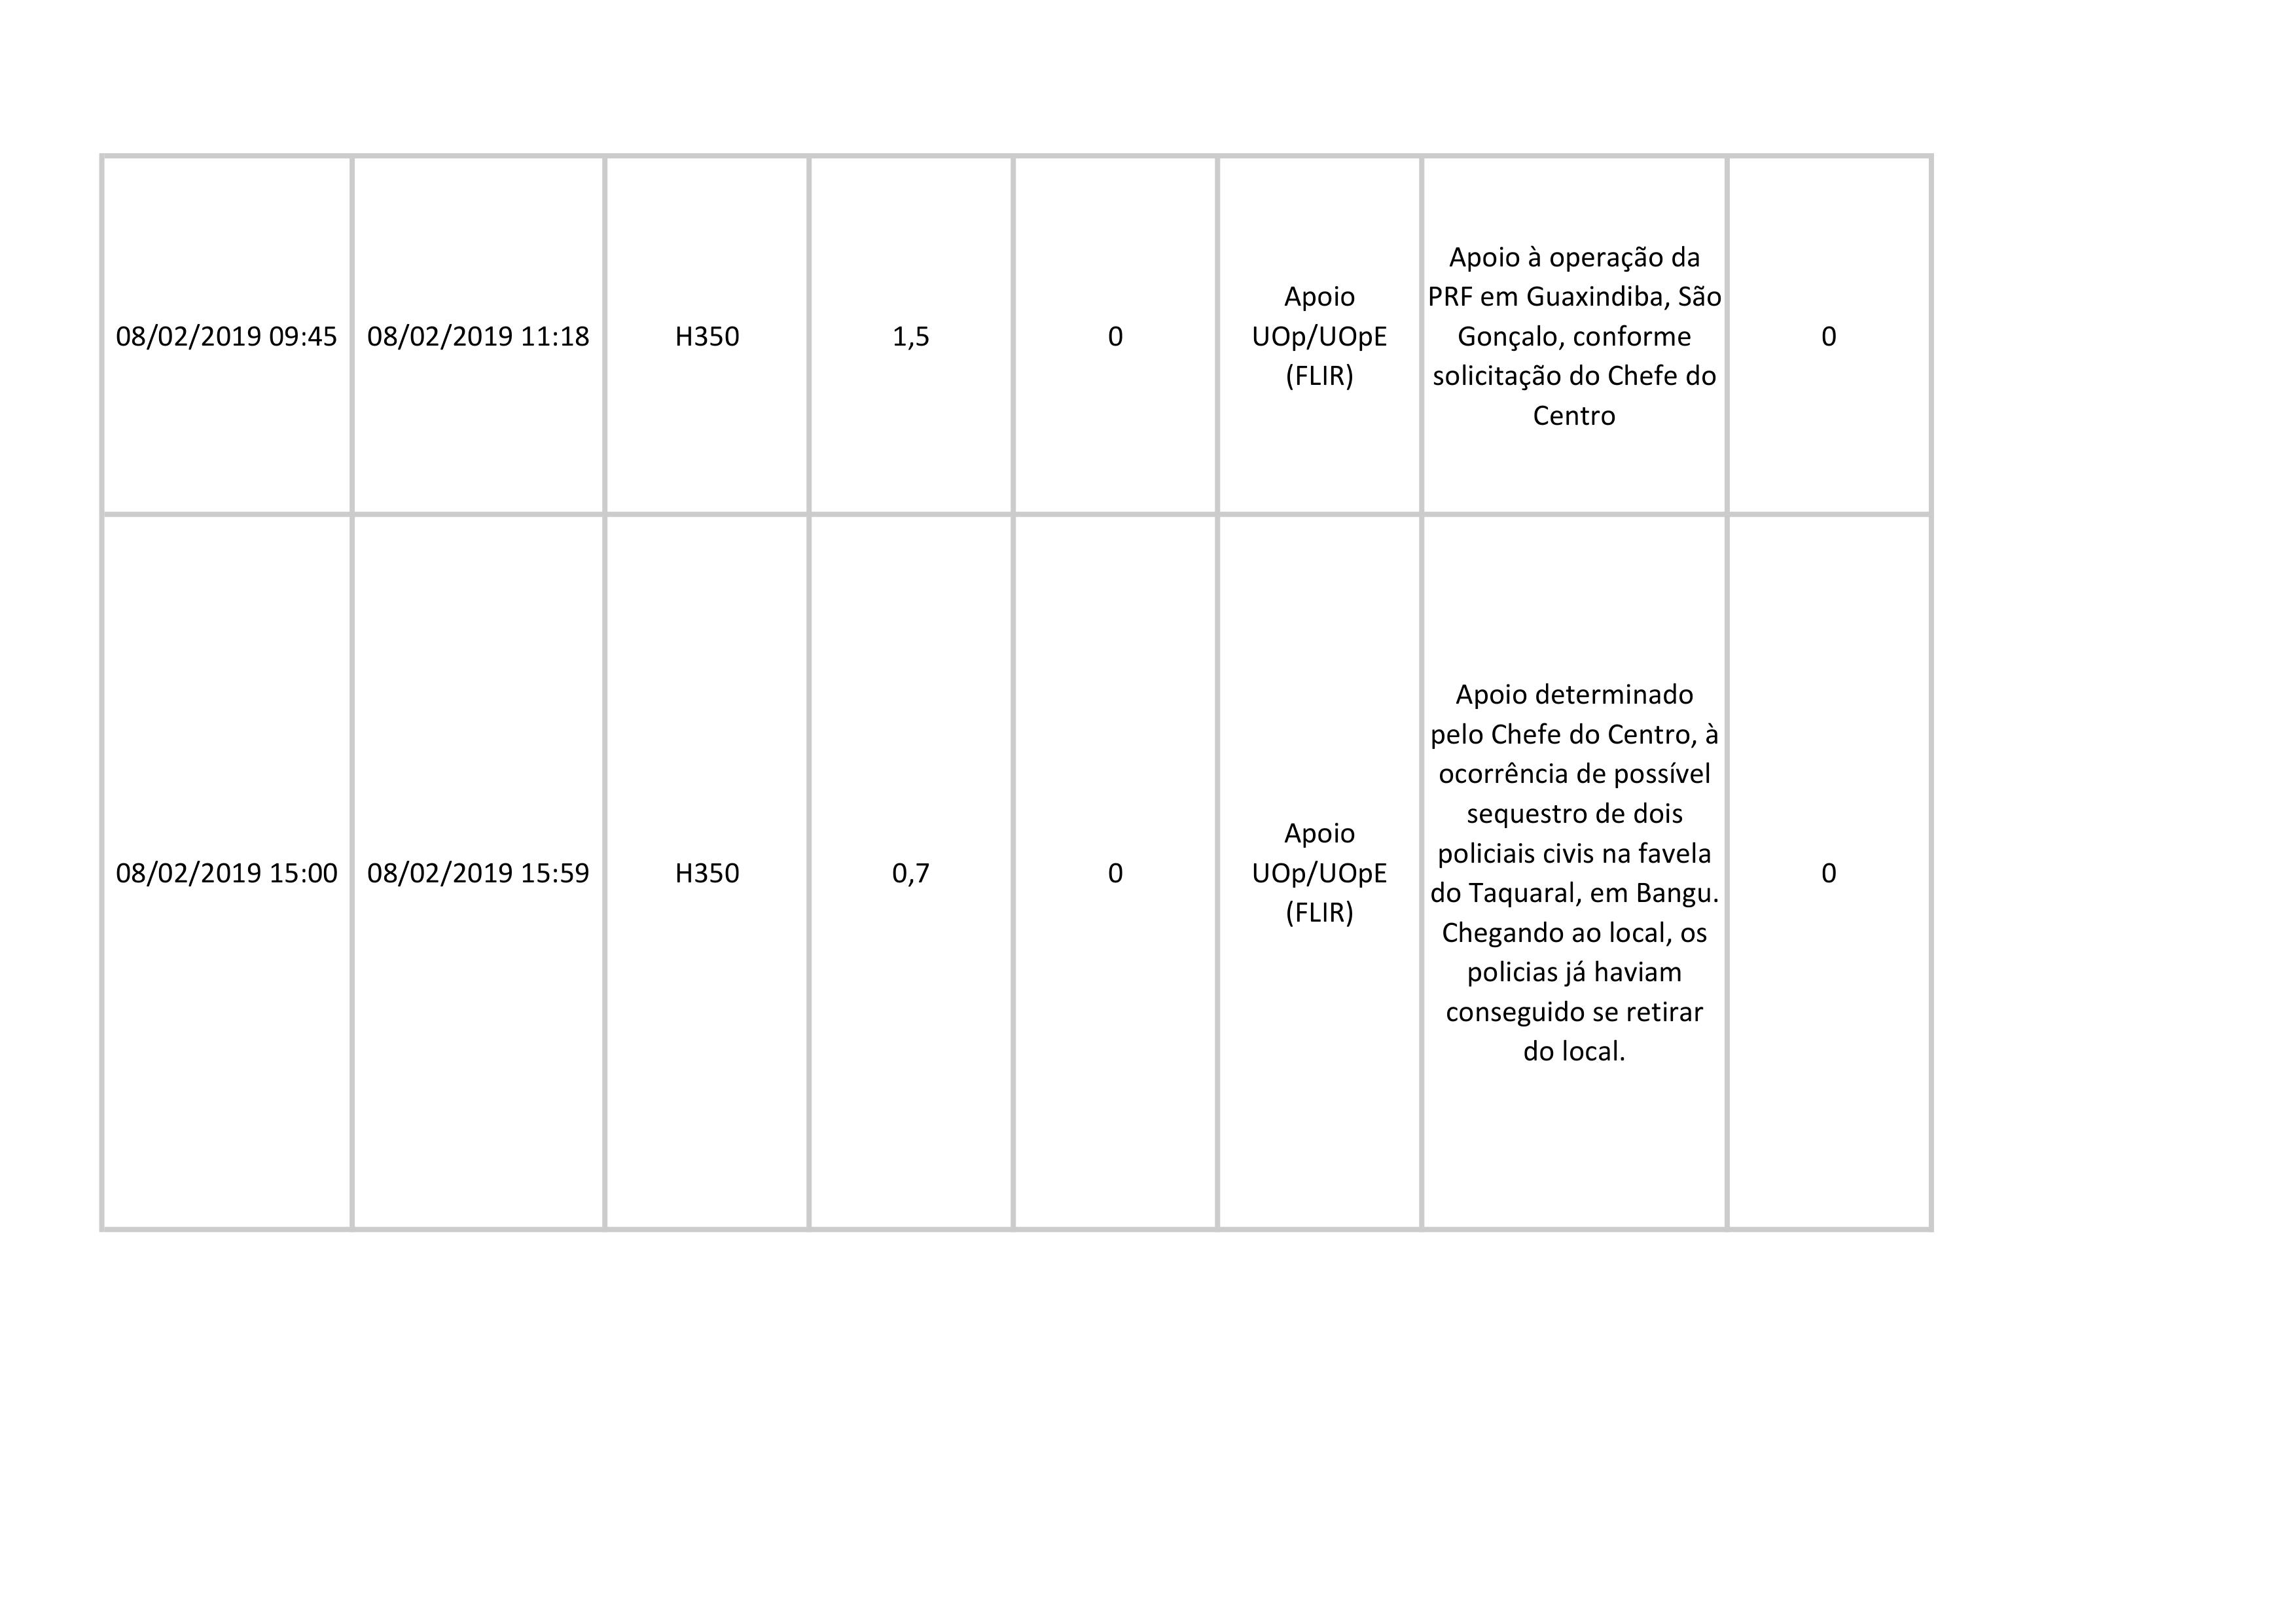 08/02/2019 09:45
08/02/2019 11:18
H350
1,5
0
Apoio
UOp/UOpE
(FLIR)
Apoio à operação da
PRF em Guaxindiba, São
Gonçalo, conforme
solicitação do Chefe do
Centro
0
08/02/2019 15:00
08/02/2019 15:59
H350
0,7
0
Apoio
UOp/UOpE
(FLIR)
Apoio determinado
pelo Chefe do Centro, à
ocorrência de possível
sequestro de dois
policiais civis na favela
do Taquaral, em Bangu.
Chegando ao local, os
policias já haviam
conseguido se retirar
do local.
0